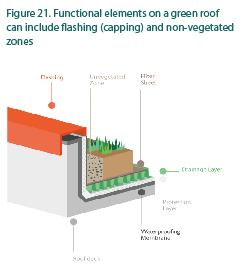 Figure 21. Functional elements on a green roof
can include flashing (capping) and non-vegetated
zones
Flashing
Unvegetated
Zone
Filter
Sheet
Drainage Layer
Protection
Layer
Waterproofing
Membrane
Roof deck